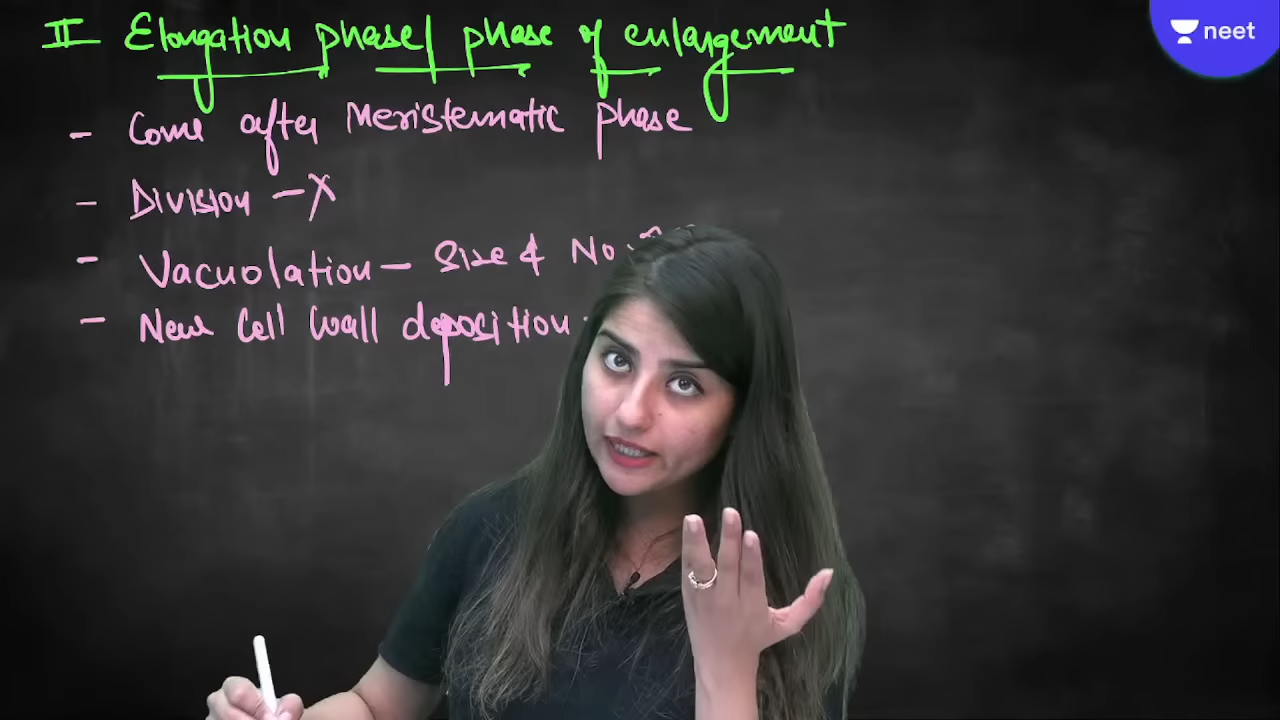 II Elongation phase/ phase of enlargement
neet
- Come after Meristematic phase
- Division - X
- Vacuolation - Size & No.
- New Cell Wall deposition -